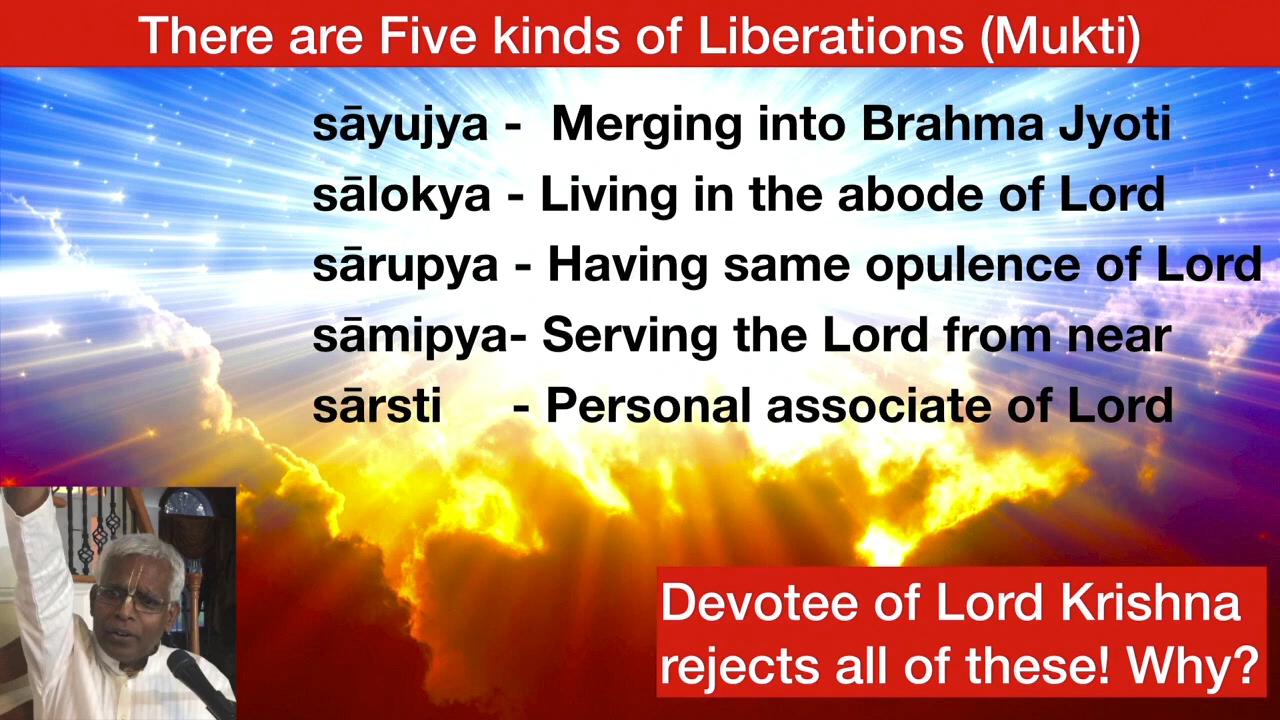 There are Five kinds of Liberations (Mukti)
sāyujya - Merging into Brahma Jyoti
sālokya - Living in the abode of Lord
sārupya - Having same opulence of Lord
sāmipya- Serving the Lord from near
sārsti - Personal associate of Lord
Devotee of Lord Krishna
rejects all of these! Why?